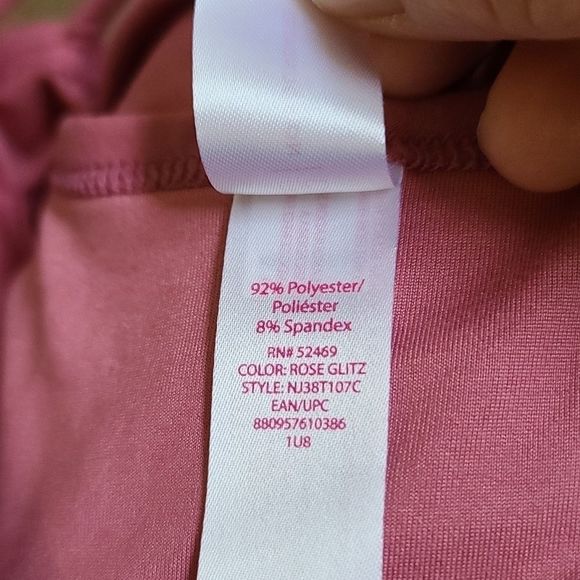 92% Polyester/
Poliéster
8% Spandex
RN# 52469
COLOR: ROSE GLITZ
STYLE: NJ38T107C
EAN/UPC
880957610386
1U8